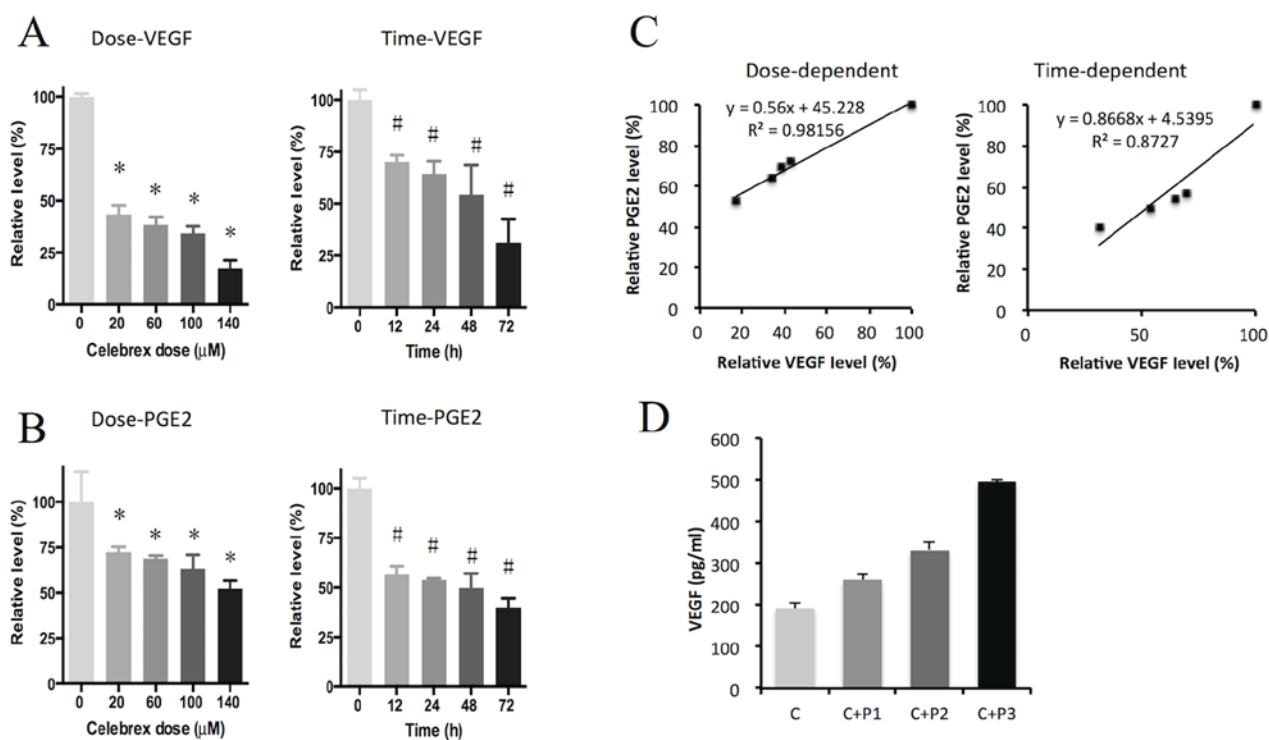 A
Dose-VEGF
Relative level (%)
100
75
50
25
0
*
*
*
*
0 20 60 100 140
Celebrex dose (μM)
Time-VEGF
Relative level (%)
100
75
50
25
0
#
#
#
#
0 12 24 48 72
Time (h)
B
Dose-PGE2
Relative level (%)
100
75
50
25
0
*
*
*
*
0 20 60 100 140
Celebrex dose (μM)
Time-PGE2
Relative level (%)
100
75
50
25
0
#
#
#
#
0 12 24 48 72
Time (h)
C
Dose-dependent
y = 0.56x + 45.228
R² = 0.98156
Relative PGE2 level (%)
100
80
60
40
20
0
0 20 40 60 80 100
Relative VEGF level (%)
Time-dependent
y = 0.8668x + 4.5395
R² = 0.8727
Relative PGE2 level (%)
100
80
60
40
20
0
0 50 100
Relative VEGF level (%)
D
VEGF (pg/ml)
600
500
400
300
200
100
0
C C+P1 C+P2 C+P3